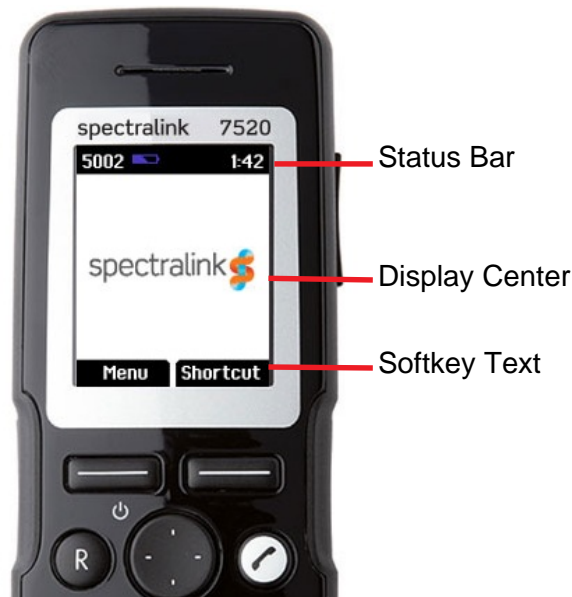 spectralink 7520
5002 1:42
Status Bar
spectralink
Display Center
Menu Shortcut
Softkey Text
R